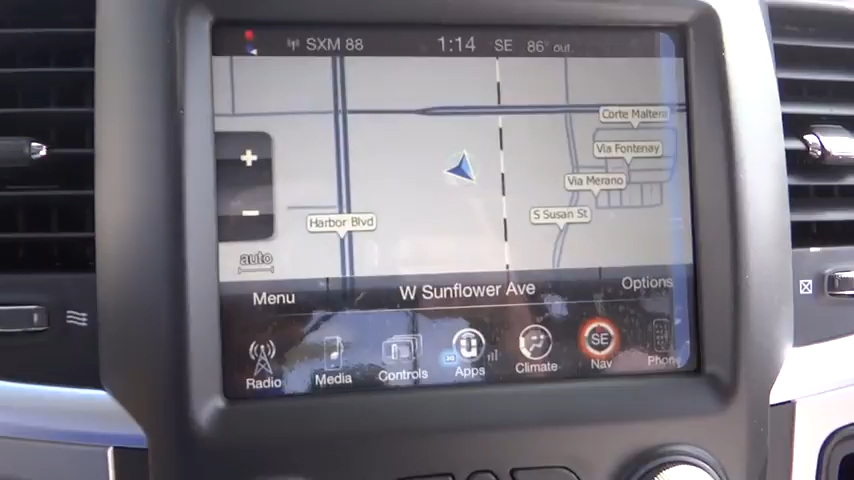 SXM 88 1:14 SE 86° out
Corte Maltera
Via Fontenay
Via Merano
S Susan St
Harbor Blvd
+
−
auto
Menu W Sunflower Ave Options
SE
Radio Media Controls Apps Climate Nav Phone